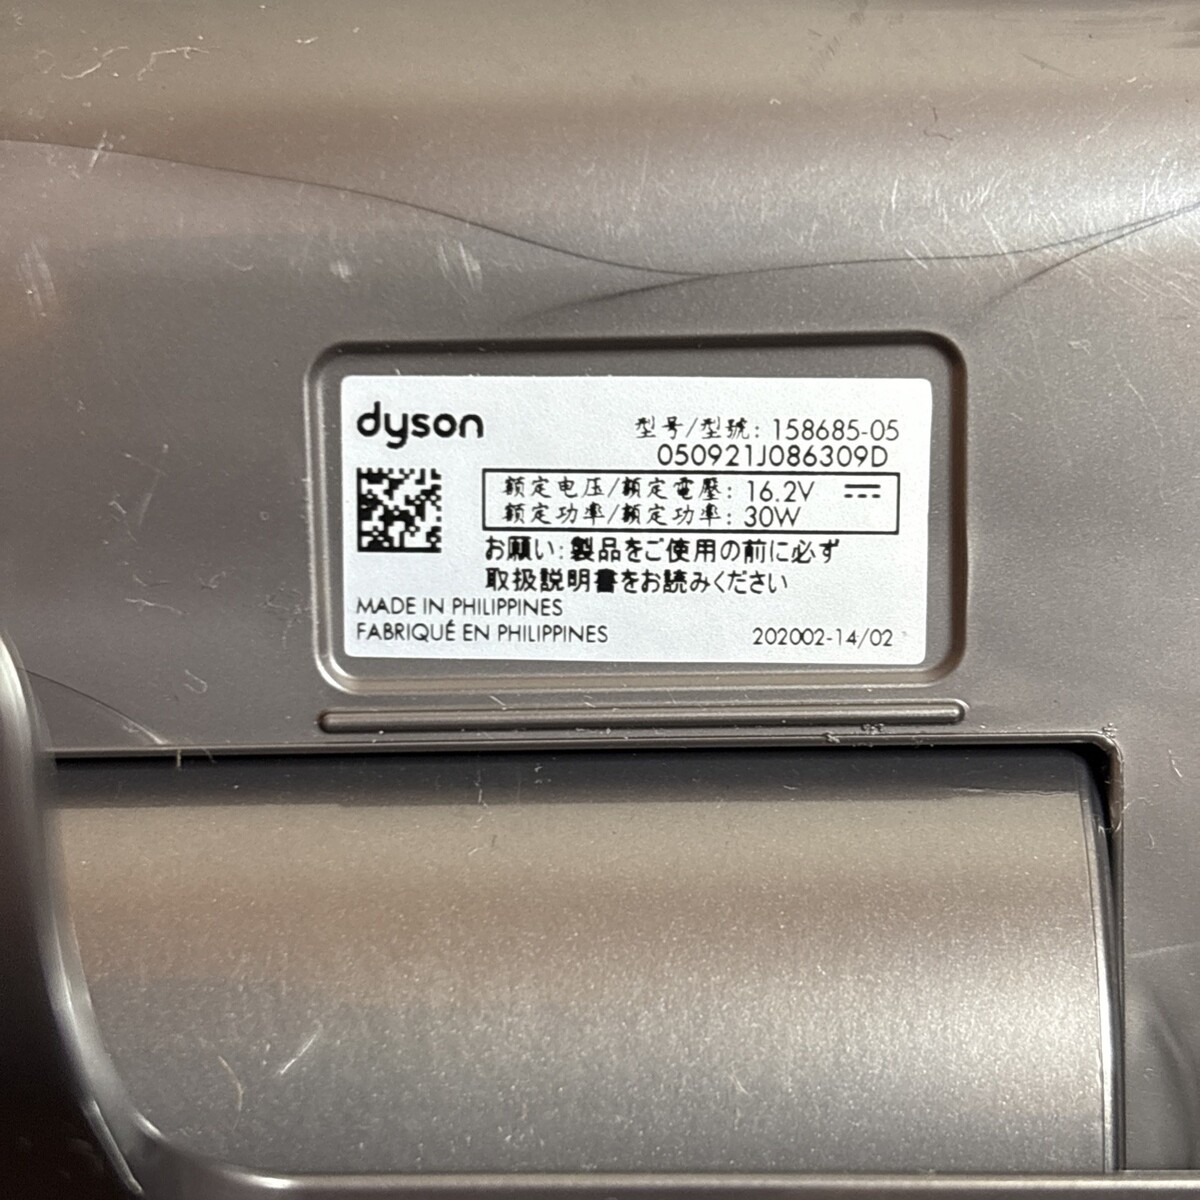 dyson
型号/型號: 158685-05
050921J086309D
额定电压/額定電壓: 16.2V
额定功率/額定功率: 30W
お願い: 製品をご使用の前に必ず
取扱説明書をお読みください
MADE IN PHILIPPINES
FABRIQUÉ EN PHILIPPINES
202002-14/02